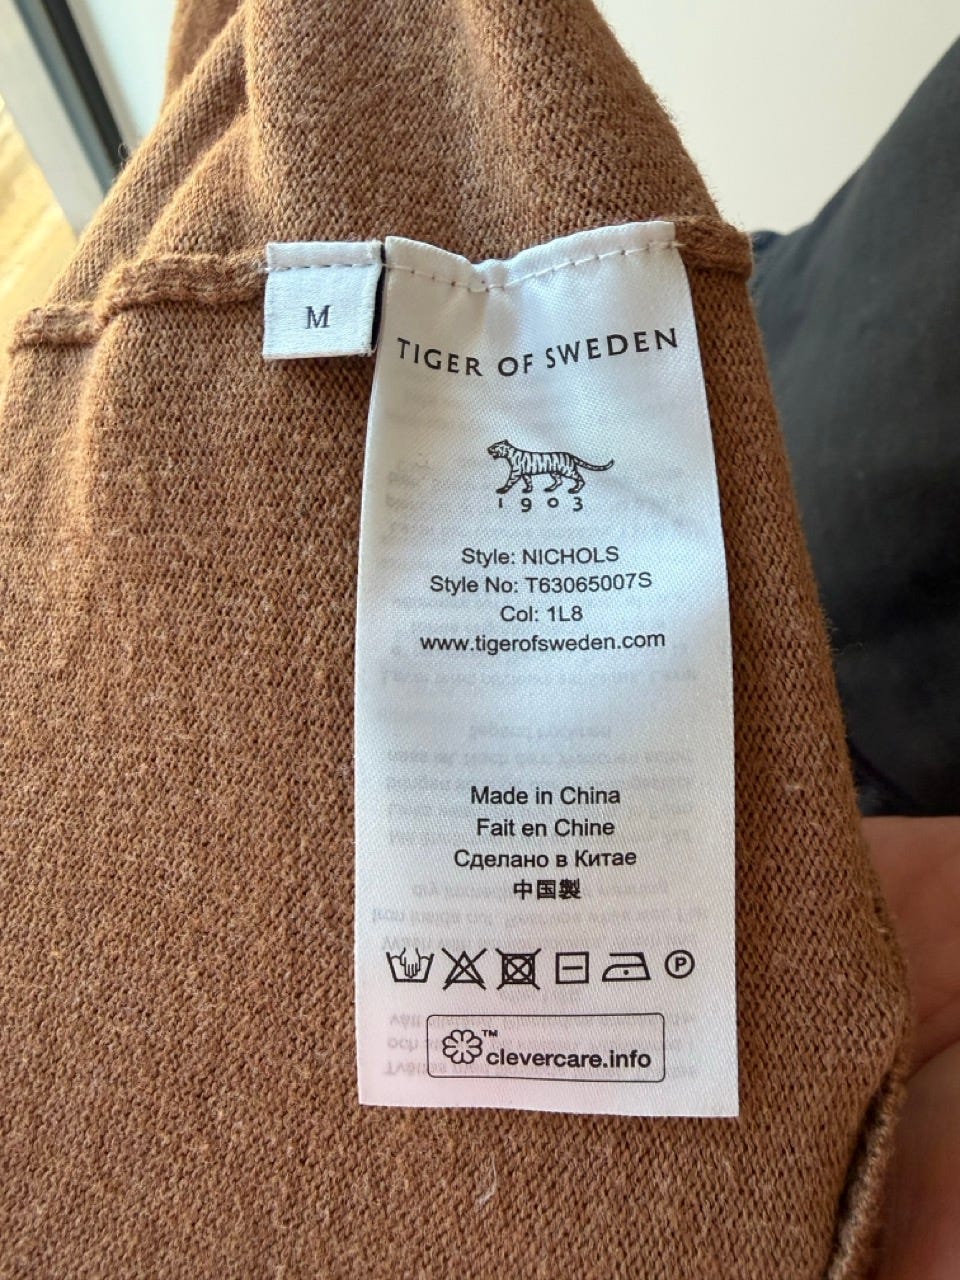 M
TIGER OF SWEDEN
1903
Style: NICHOLS
Style No: T63065007S
Col: 1L8
www.tigerofsweden.com
Made in China
Fait en Chine
Сделано в Китае
中国製
P
™
clevercare.info